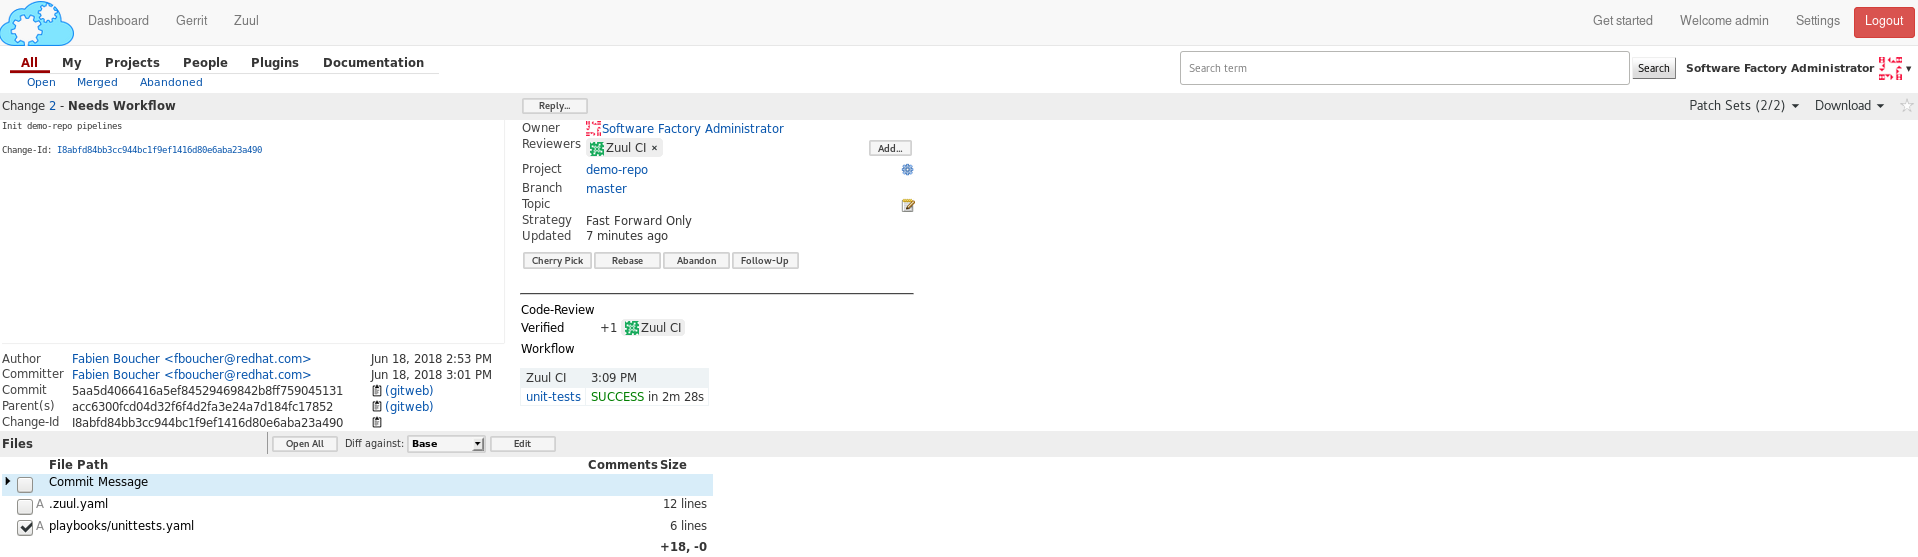 Dashboard Gerrit Zuul Get started Welcome admin Settings Logout
All My Projects People Plugins Documentation Search term Search Software Factory Administrator
Open Merged Abandoned
Change 2 - Needs Workflow Reply... Patch Sets (2/2) Download
Init demo-repo pipelines
Change-Id: I8abfd84bb3cc944bc1f9ef1416d80e6aba23a490
Owner Software Factory Administrator
Reviewers Zuul CI × Add...
Project demo-repo
Branch master
Topic
Strategy Fast Forward Only
Updated 7 minutes ago
Cherry Pick Rebase Abandon Follow-Up
Code-Review
Verified +1 Zuul CI
Workflow
Zuul CI 3:09 PM
unit-tests SUCCESS in 2m 28s
Author Fabien Boucher <fboucher@redhat.com> Jun 18, 2018 2:53 PM
Committer Fabien Boucher <fboucher@redhat.com> Jun 18, 2018 3:01 PM
Commit 5aa5d4066416a5ef84529469842b8ff759045131 (gitweb)
Parent(s) acc6300fcd04d32f6f4d2fa3e24a7d184fc17852 (gitweb)
Change-Id I8abfd84bb3cc944bc1f9ef1416d80e6aba23a490
Files Open All Diff against: Base Edit
File Path Comments Size
Commit Message
A .zuul.yaml 12 lines
A playbooks/unittests.yaml 6 lines
+18, -0